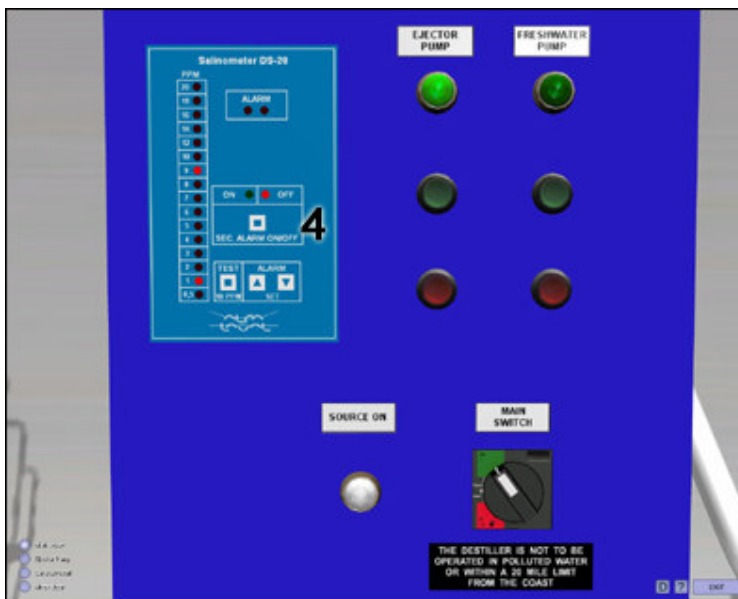 EJECTOR
PUMP
FRESHWATER
PUMP
Salinometer DS-20
PPM
20
18
16
14
12
10
9
8
7
6
5
4
3
2
1
0,5
ALARM
ON
OFF
4
SEC. ALARM ON/OFF
TEST
10 PPM
ALARM
SET
SOURCE ON
MAIN
SWITCH
THE DESTILLER IS NOT TO BE
OPERATED IN POLLUTED WATER
OR WITHIN A 20 MILE LIMIT
FROM THE COAST
?
EXIT